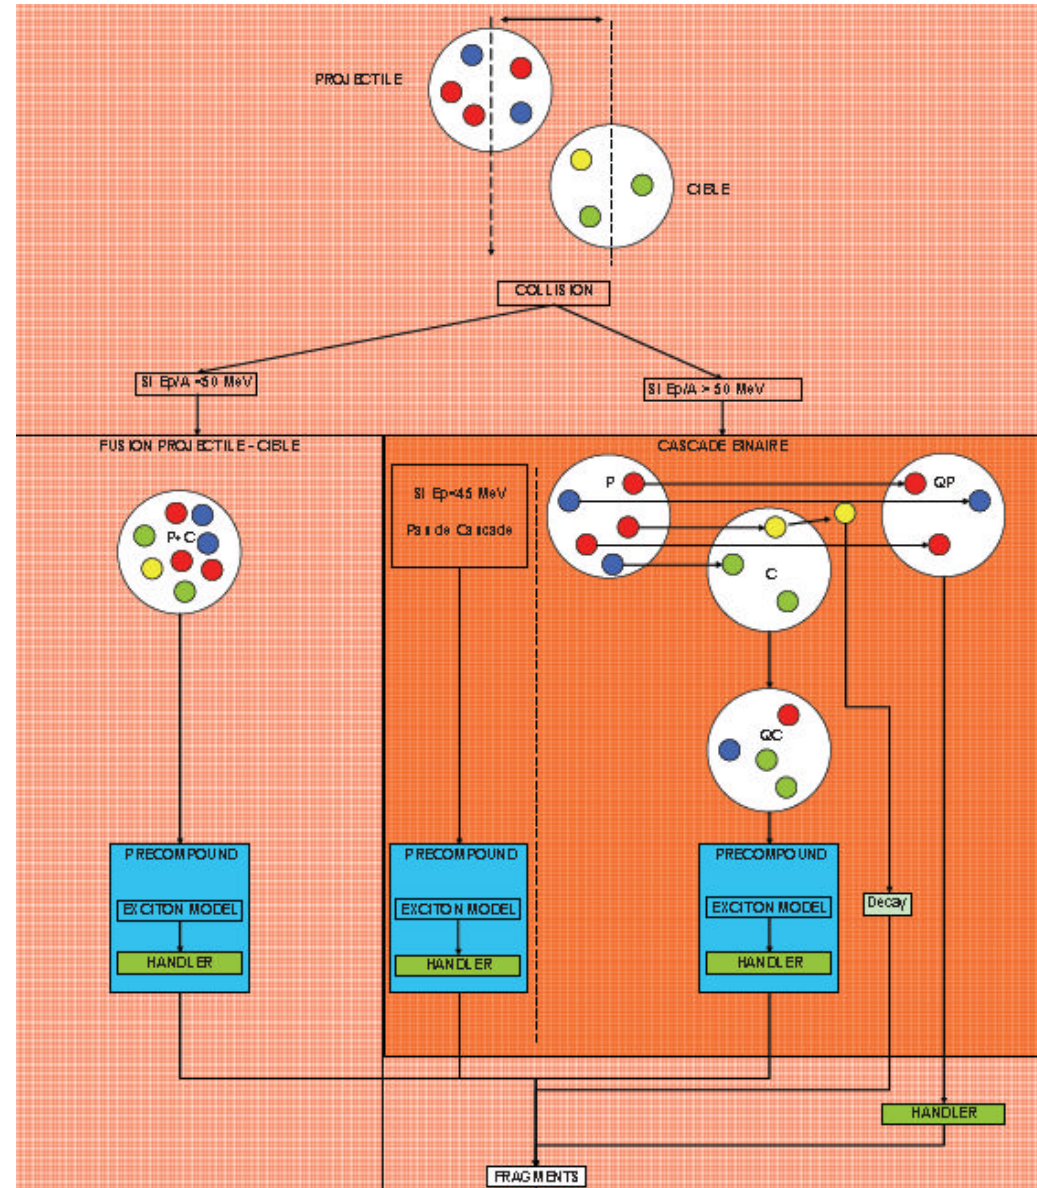 PROJECTILE
CIBLE
COLLISION
SI Ep/A <50 MeV
SI Ep/A > 50 MeV
FUSION PROJECTILE - CIBLE
CASCADE BINAIRE
SI Ep<45 MeV
Pas de Cascade
P
QP
P+C
C
QC
PRECOMPOUND
PRECOMPOUND
PRECOMPOUND
EXCITON MODEL
EXCITON MODEL
EXCITON MODEL
Decay
HANDLER
HANDLER
HANDLER
HANDLER
FRAGMENTS